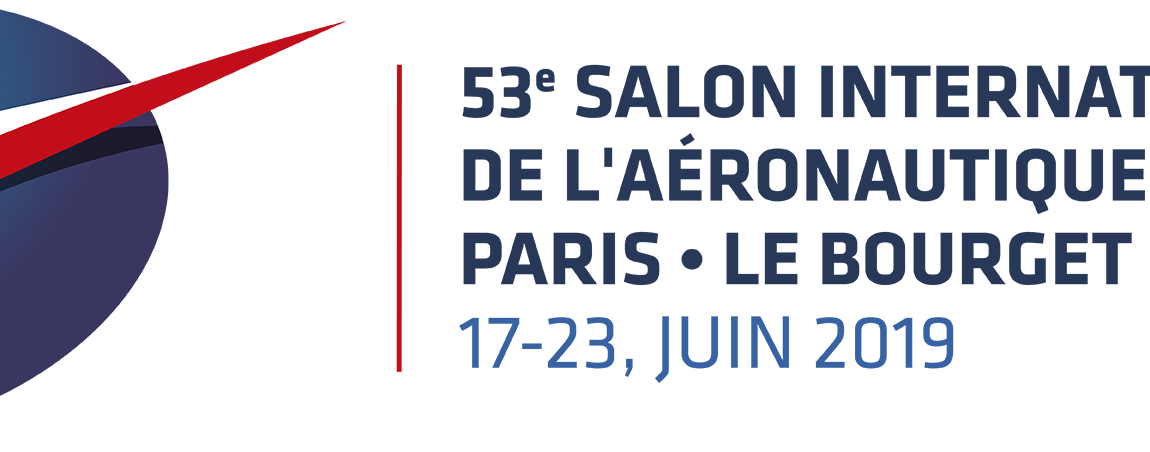 53e SALON INTERNAT
DE L'AÉRONAUTIQUE
PARIS • LE BOURGET
17-23, JUIN 2019